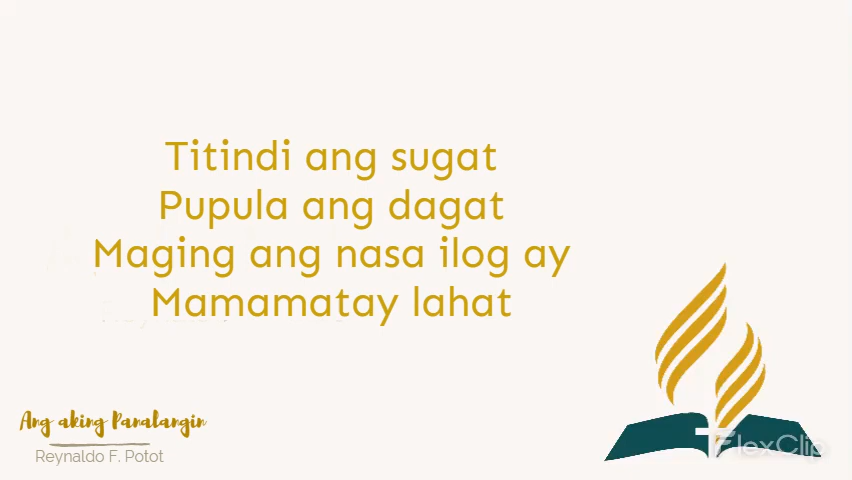 Titindi ang sugat
Pupula ang dagat
Maging ang nasa ilog ay
Mamamatay lahat
Ang aking Panalangin
Reynaldo F. Potot
FlexClip